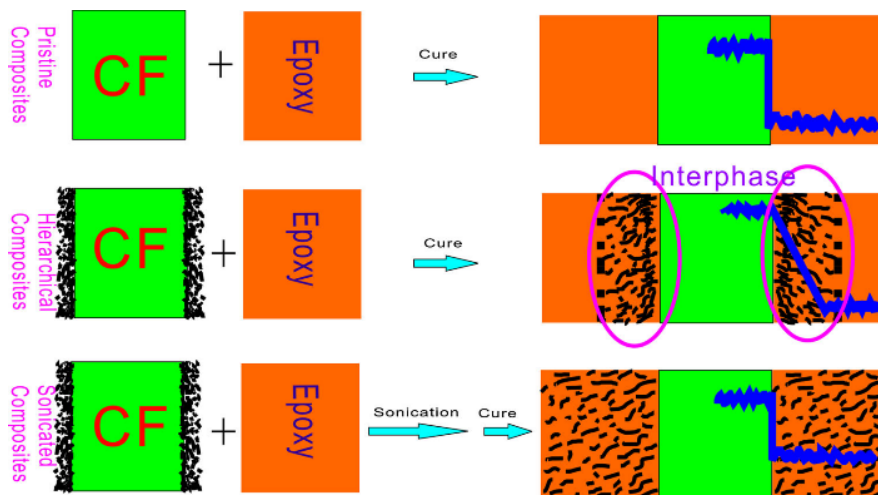 Pristine
Composites
CF
+
Epoxy
Cure
Hierarchical
Composites
CF
+
Epoxy
Cure
Interphase
Sonicated
Composites
CF
+
Epoxy
Sonication
Cure